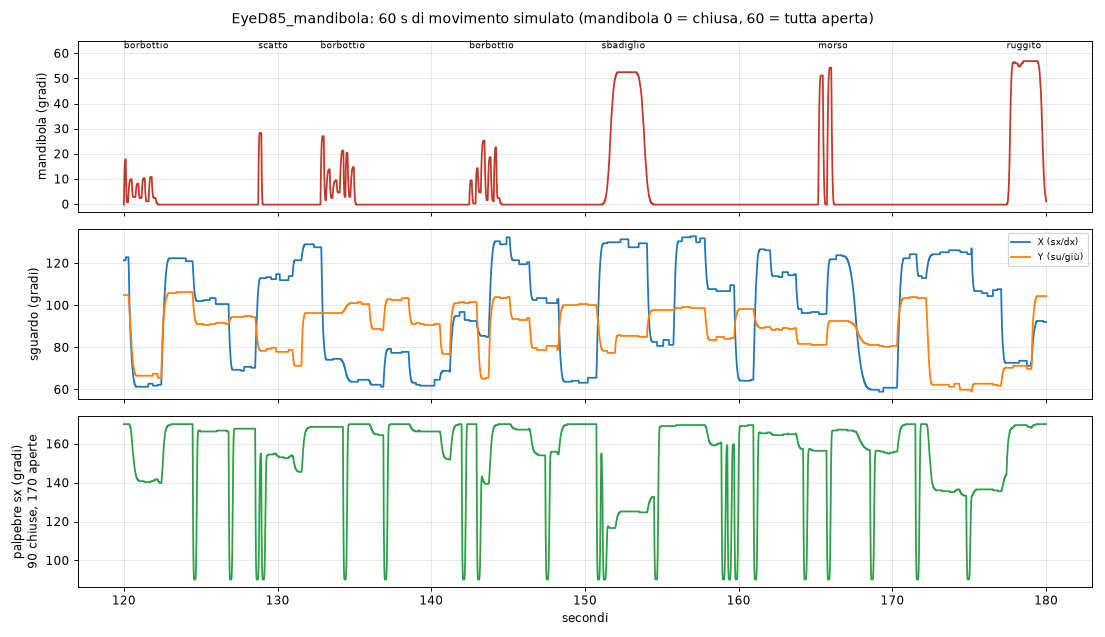 EyeD85_mandibola: 60 s di movimento simulato (mandibola 0 = chiusa, 60 = tutta aperta)
borbottio scatto borbottio borbottio sbadiglio morso ruggito
mandibola (gradi)
60
50
40
30
20
10
0
sguardo (gradi)
120
100
80
60
X (sx/dx)
Y (su/giù)
palpebre sx (gradi)
90 chiuse, 170 aperte
160
140
120
100
120 130 140 150 160 170 180
secondi